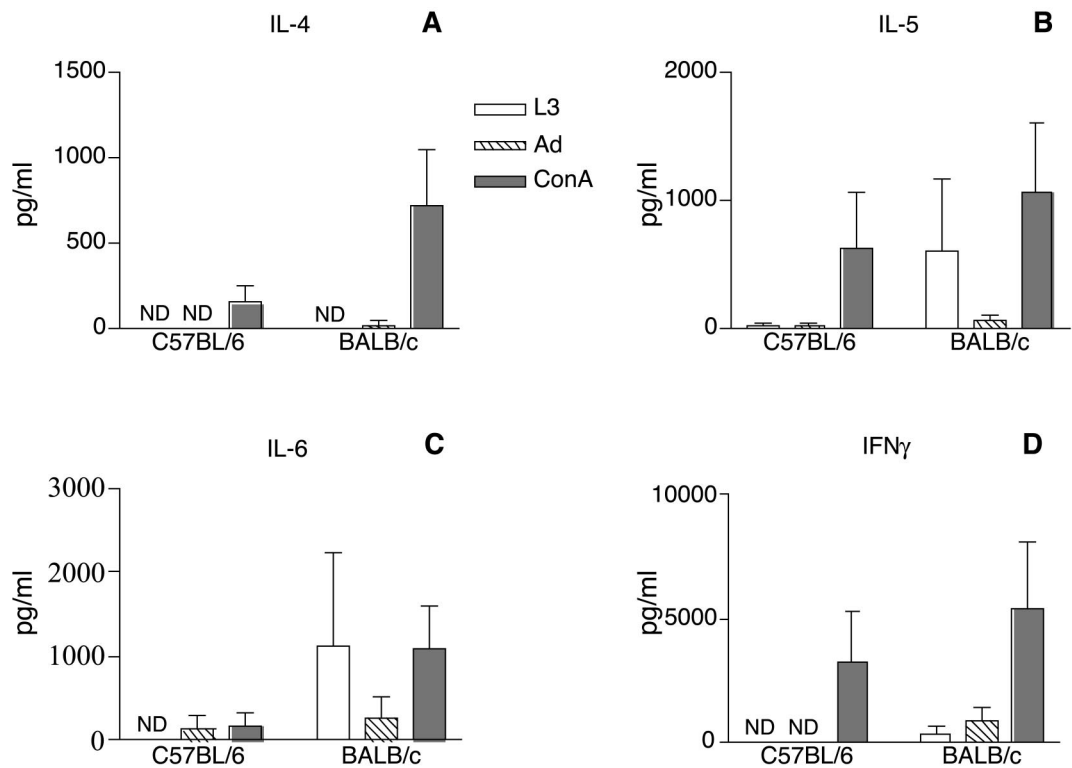 IL-4 A
1500
1000
500
0
pg/ml
ND ND ND
C57BL/6 BALB/c
L3
Ad
ConA
IL-5 B
2000
1000
0
pg/ml
C57BL/6 BALB/c
IL-6 C
3000
2000
1000
0
pg/ml
ND
C57BL/6 BALB/c
IFNγ D
10000
5000
0
pg/ml
ND ND
C57BL/6 BALB/c